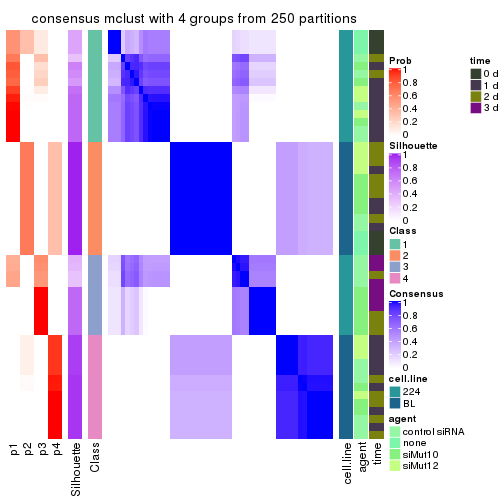 consensus mclust with 4 groups from 250 partitions
Prob
1
0.8
0.6
0.4
0.2
0
time
0 d
1 d
2 d
3 d
Silhouette
1
0.8
0.6
0.4
0.2
0
Class
1
2
3
4
Consensus
1
0.8
0.6
0.4
0.2
0
cell.line
224
BL
agent
control siRNA
none
siMut10
siMut12
p1
p2
p3
p4
Silhouette
Class
cell.line
agent
time